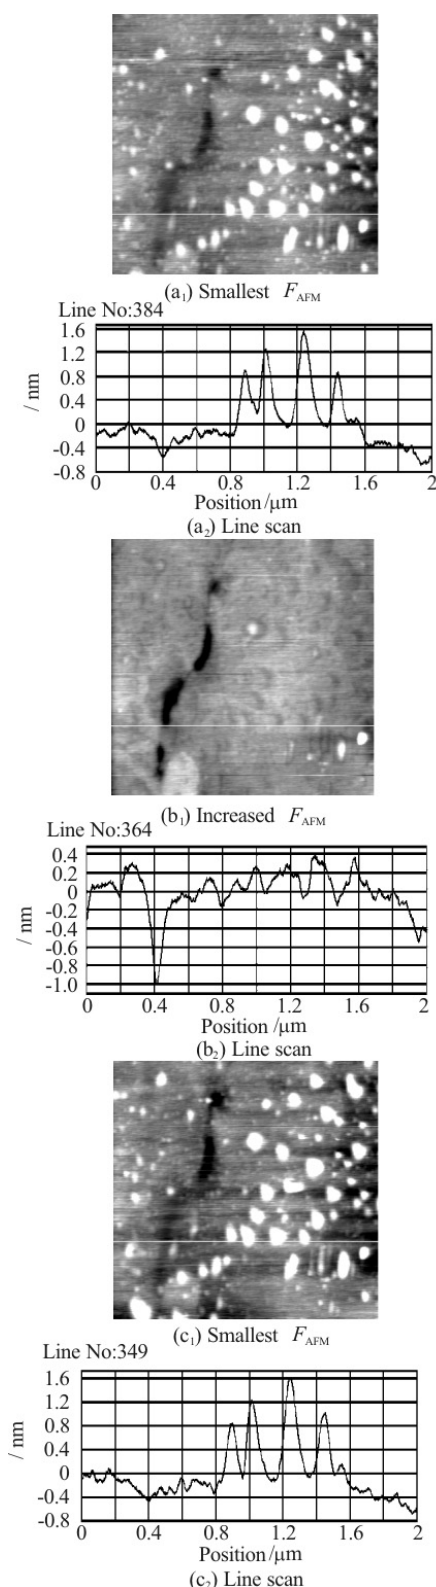 (a₁) Smallest F_AFM
Line No:384
1.6
1.2
0.8
0.4
0
-0.4
-0.8
/ nm
0 0.4 0.8 1.2 1.6 2
Position /μm
(a₂) Line scan
(b₁) Increased F_AFM
Line No:364
0.4
0.2
0
-0.2
-0.4
-0.6
-0.8
-1.0
/ nm
0 0.4 0.8 1.2 1.6 2
Position /μm
(b₂) Line scan
(c₁) Smallest F_AFM
Line No:349
1.6
1.2
0.8
0.4
0
-0.4
-0.8
/ nm
0 0.4 0.8 1.2 1.6 2
Position /μm
(c₂) Line scan